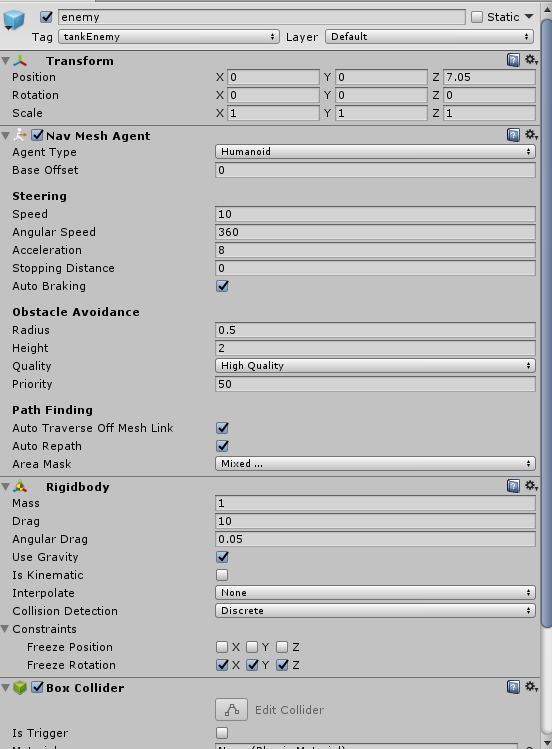 enemy Static
Tag tankEnemy Layer Default
Transform
Position X 0 Y 0 Z 7.05
Rotation X 0 Y 0 Z 0
Scale X 1 Y 1 Z 1
Nav Mesh Agent
Agent Type Humanoid
Base Offset 0
Steering
Speed 10
Angular Speed 360
Acceleration 8
Stopping Distance 0
Auto Braking
Obstacle Avoidance
Radius 0.5
Height 2
Quality High Quality
Priority 50
Path Finding
Auto Traverse Off Mesh Link
Auto Repath
Area Mask Mixed ...
Rigidbody
Mass 1
Drag 10
Angular Drag 0.05
Use Gravity
Is Kinematic
Interpolate None
Collision Detection Discrete
Constraints
Freeze Position X Y Z
Freeze Rotation X Y Z
Box Collider
Edit Collider
Is Trigger